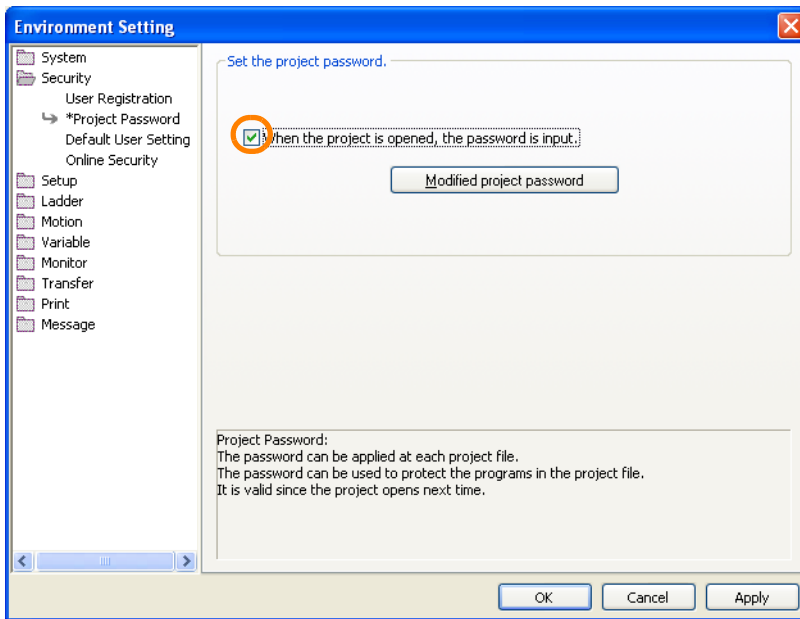 Environment Setting
System
Security
User Registration
*Project Password
Default User Setting
Online Security
Setup
Ladder
Motion
Variable
Monitor
Transfer
Print
Message
Set the project password.
When the project is opened, the password is input.
Modified project password
Project Password:
The password can be applied at each project file.
The password can be used to protect the programs in the project file.
It is valid since the project opens next time.
OK Cancel Apply